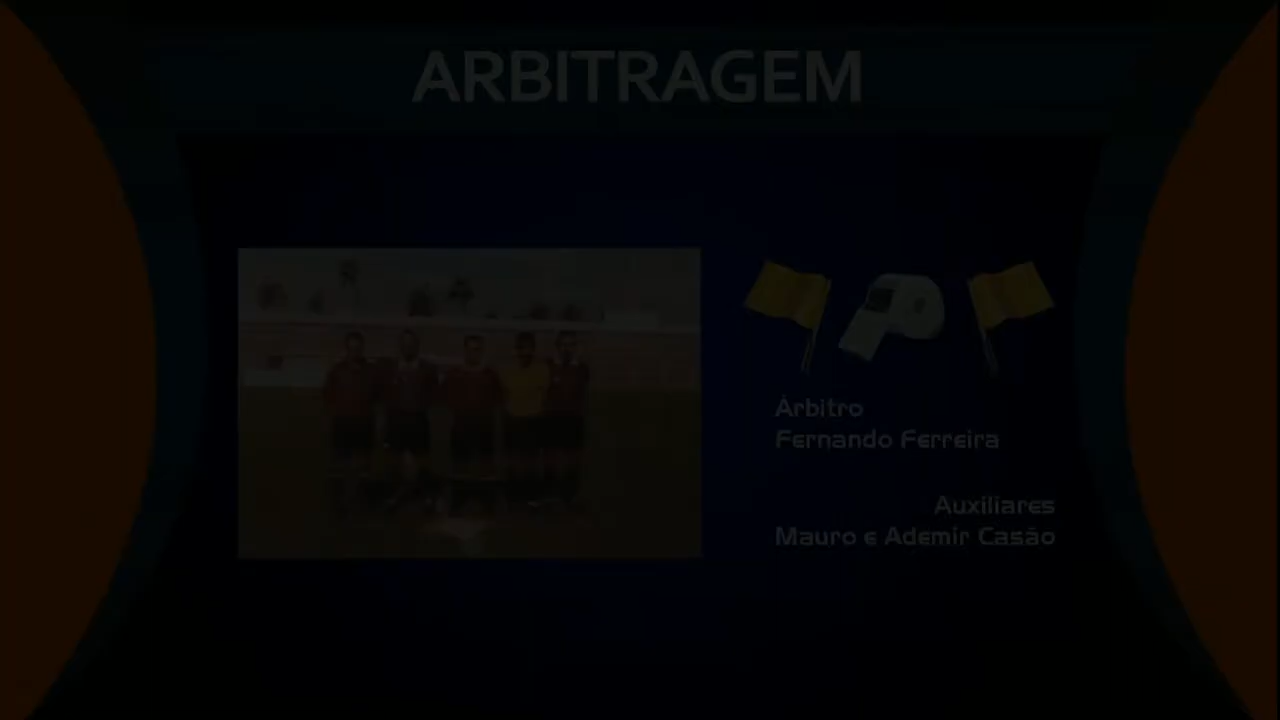 ARBITRAGEM
Árbitro
Fernando Ferreira
Auxiliares
Mauro e Ademir Casão